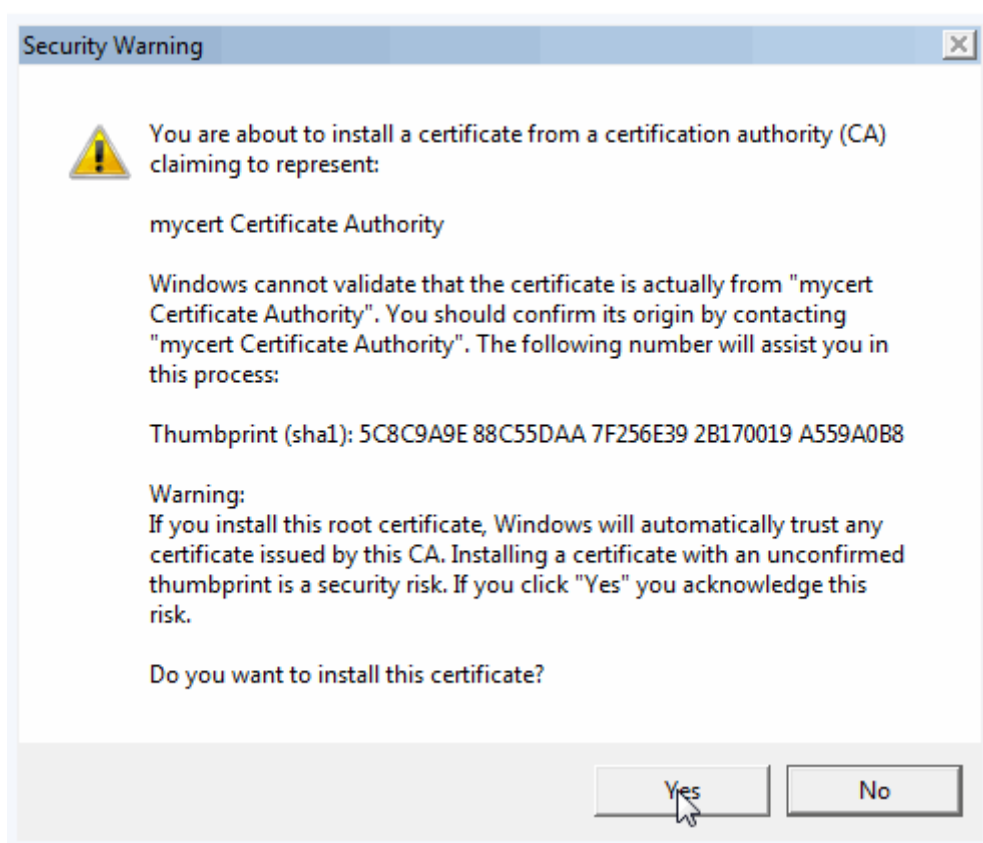 Security Warning
You are about to install a certificate from a certification authority (CA)
claiming to represent:
mycert Certificate Authority
Windows cannot validate that the certificate is actually from "mycert
Certificate Authority". You should confirm its origin by contacting
"mycert Certificate Authority". The following number will assist you in
this process:
Thumbprint (sha1): 5C8C9A9E 88C55DAA 7F256E39 2B170019 A559A0B8
Warning:
If you install this root certificate, Windows will automatically trust any
certificate issued by this CA. Installing a certificate with an unconfirmed
thumbprint is a security risk. If you click "Yes" you acknowledge this
risk.
Do you want to install this certificate?
Yes No